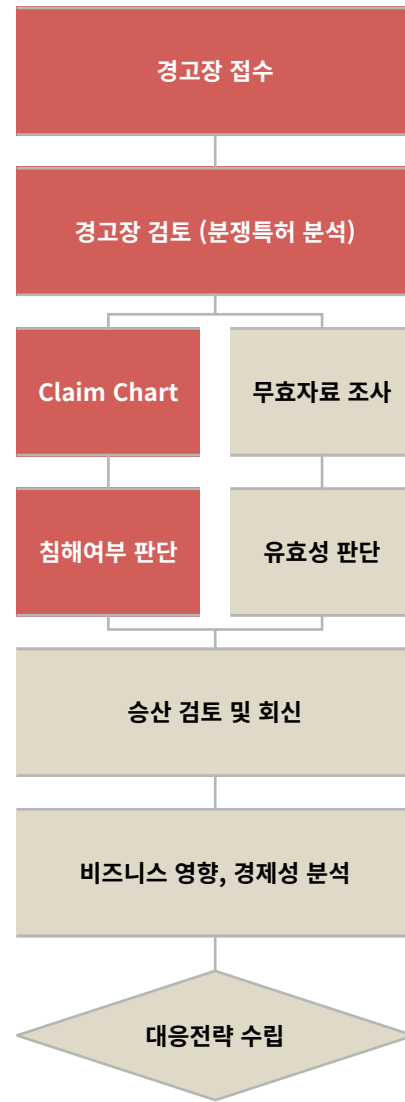 경고장 접수
경고장 검토 (분쟁특허 분석)
Claim Chart
무효자료 조사
침해여부 판단
유효성 판단
승산 검토 및 회신
비즈니스 영향, 경제성 분석
대응전략 수립